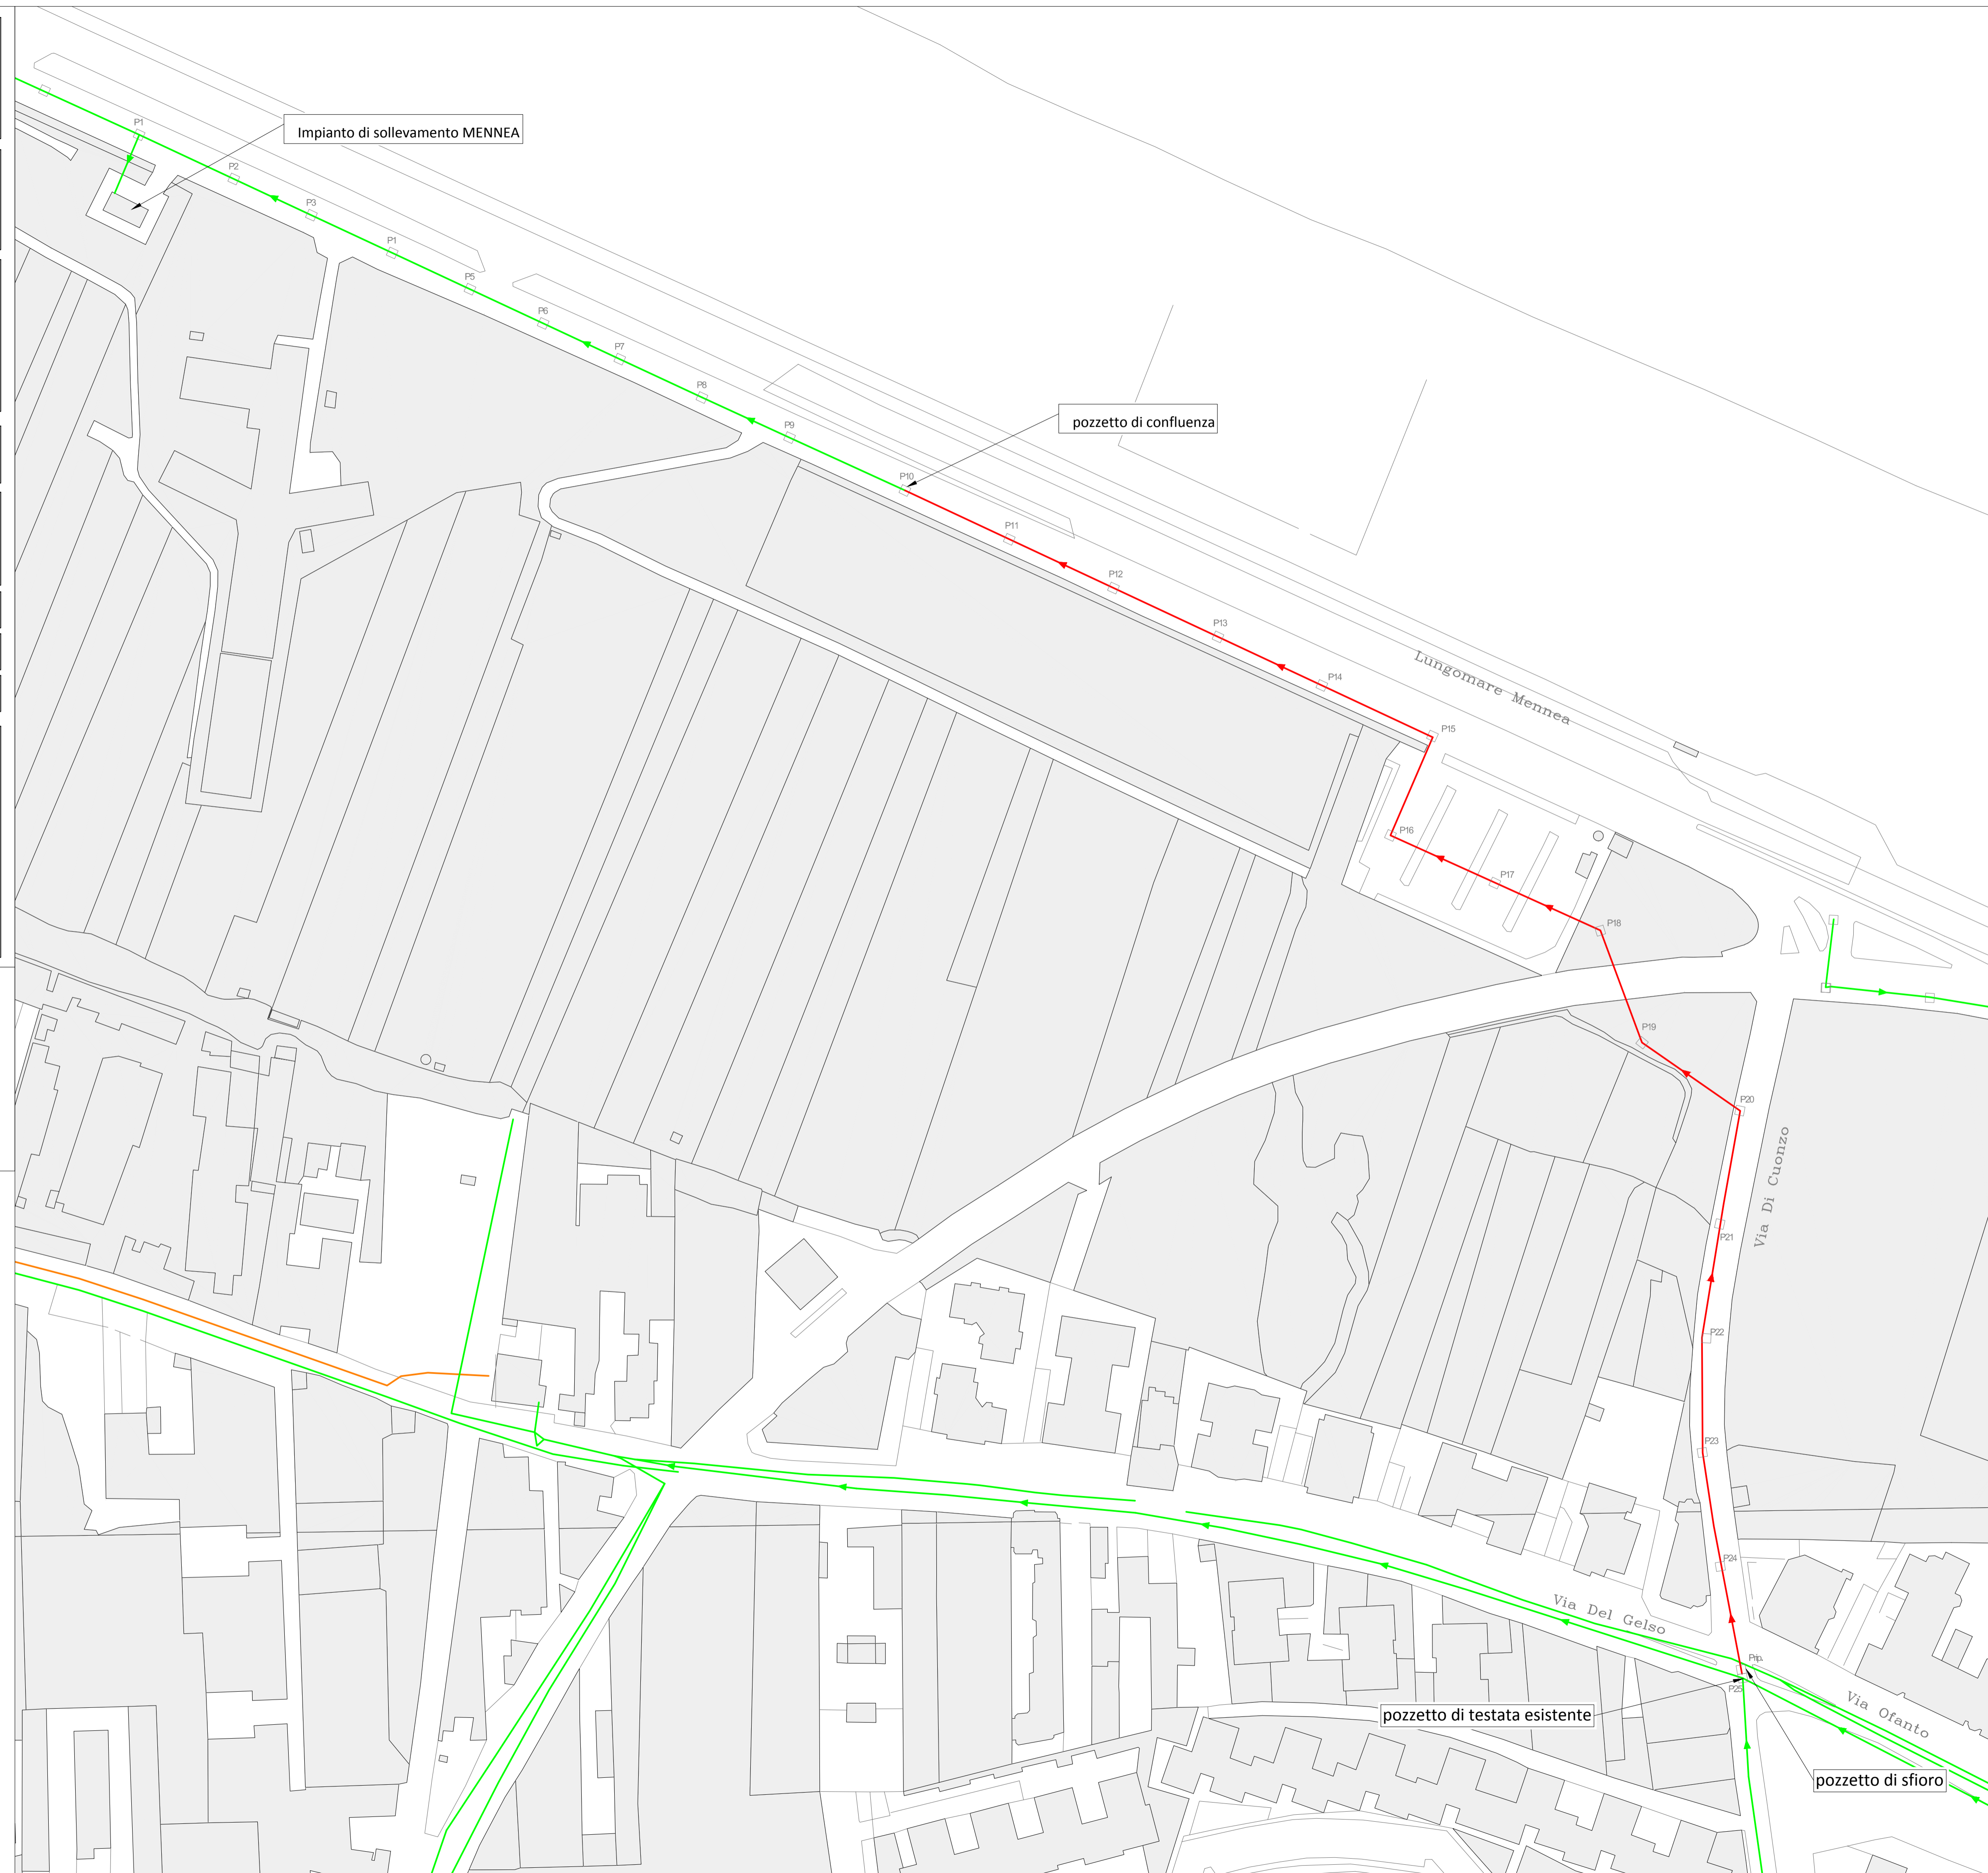 P1
Impianto di sollevamento MENNEA
P2
P3
P1
P5
P6
P7
P8
pozzetto di confluenza
P9
P10
P11
P12
P13
Lungomare Mennea
P14
P15
P16
P17
P18
P19
P20
Via Di Cuonzo
P21
P22
P23
P24
Via Del Gelso
Prip.
P25
Via Ofanto
pozzetto di testata esistente
pozzetto di sfioro